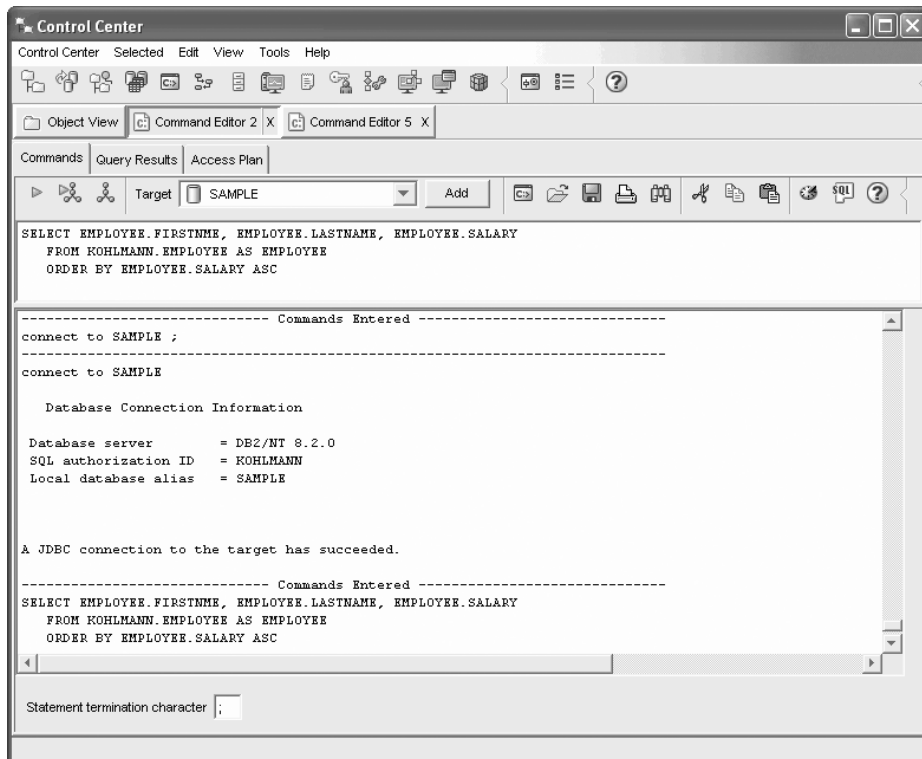 Control Center
Control Center Selected Edit View Tools Help
Object View Command Editor 2 X Command Editor 5 X
Commands Query Results Access Plan
Target SAMPLE Add SQL
SELECT EMPLOYEE.FIRSTNME, EMPLOYEE.LASTNAME, EMPLOYEE.SALARY
FROM KOHLMANN.EMPLOYEE AS EMPLOYEE
ORDER BY EMPLOYEE.SALARY ASC
------------------------------ Commands Entered ------------------------------
connect to SAMPLE ;
------------------------------------------------------------------------------
connect to SAMPLE
Database Connection Information
Database server = DB2/NT 8.2.0
SQL authorization ID = KOHLMANN
Local database alias = SAMPLE
A JDBC connection to the target has succeeded.
------------------------------ Commands Entered ------------------------------
SELECT EMPLOYEE.FIRSTNME, EMPLOYEE.LASTNAME, EMPLOYEE.SALARY
FROM KOHLMANN.EMPLOYEE AS EMPLOYEE
ORDER BY EMPLOYEE.SALARY ASC
Statement termination character ;